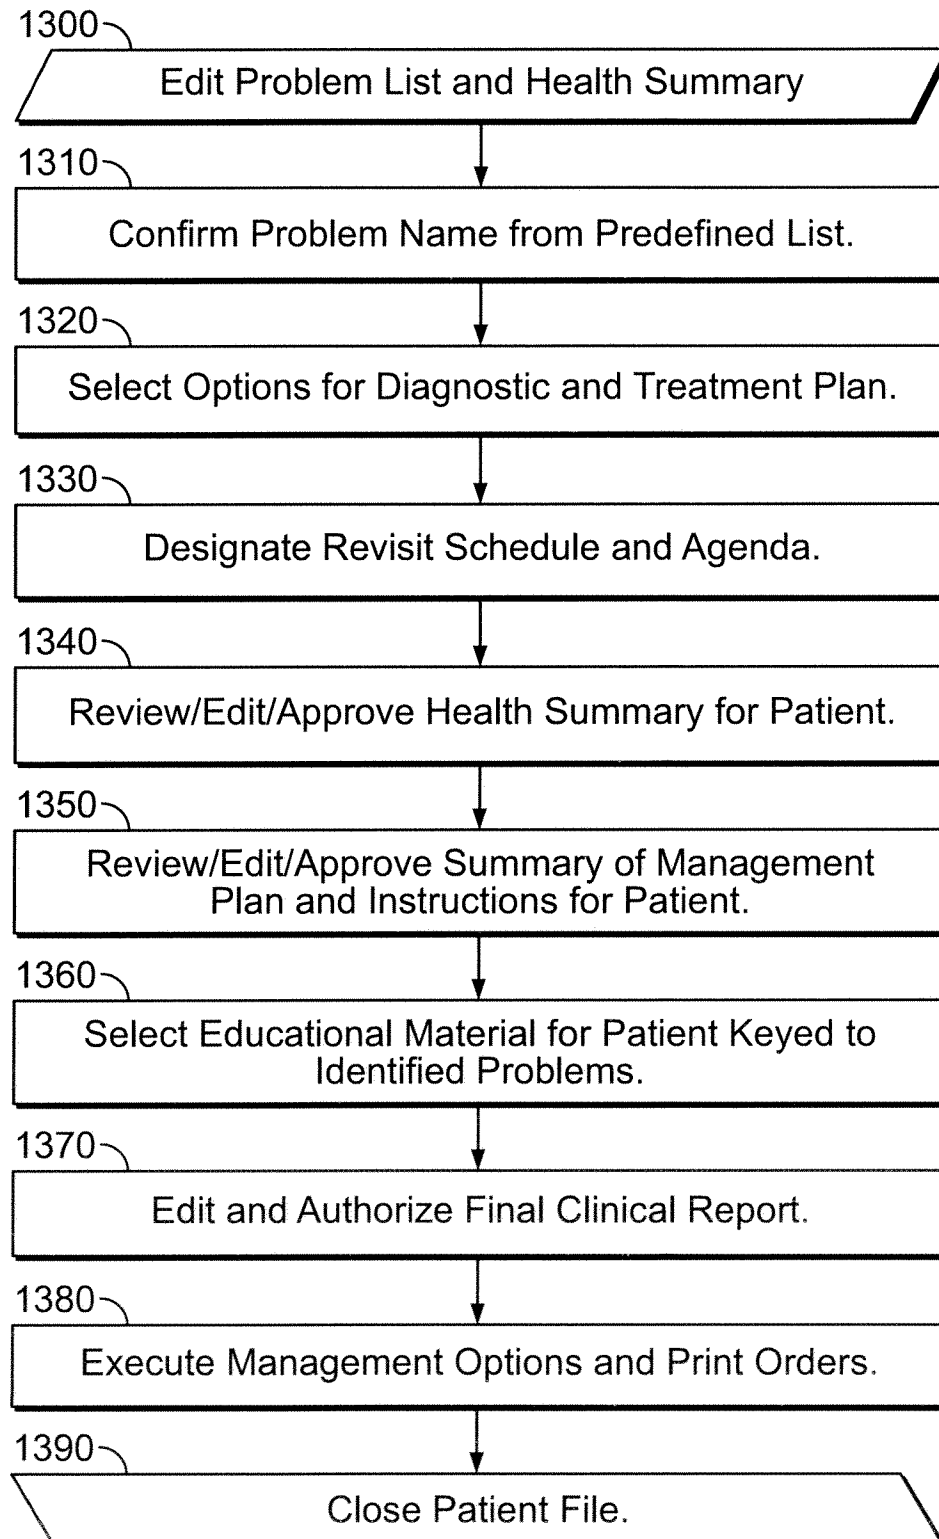 1300
Edit Problem List and Health Summary
1310
Confirm Problem Name from Predefined List.
1320
Select Options for Diagnostic and Treatment Plan.
1330
Designate Revisit Schedule and Agenda.
1340
Review/Edit/Approve Health Summary for Patient.
1350
Review/Edit/Approve Summary of Management
Plan and Instructions for Patient.
1360
Select Educational Material for Patient Keyed to
Identified Problems.
1370
Edit and Authorize Final Clinical Report.
1380
Execute Management Options and Print Orders.
1390
Close Patient File.